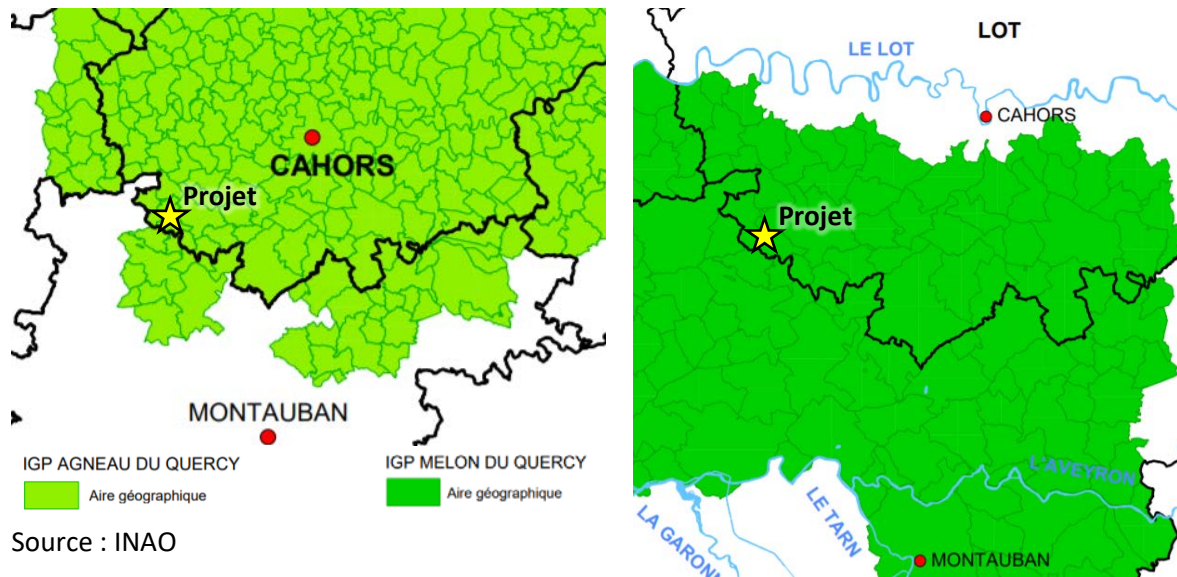 CAHORS
Projet
MONTAUBAN
IGP AGNEAU DU QUERCY
Aire géographique
IGP MELON DU QUERCY
Aire géographique
Source : INAO
LOT
LE LOT
CAHORS
Projet
L'AVEYRON
LE TARN
LA GARONN
MONTAUBAN